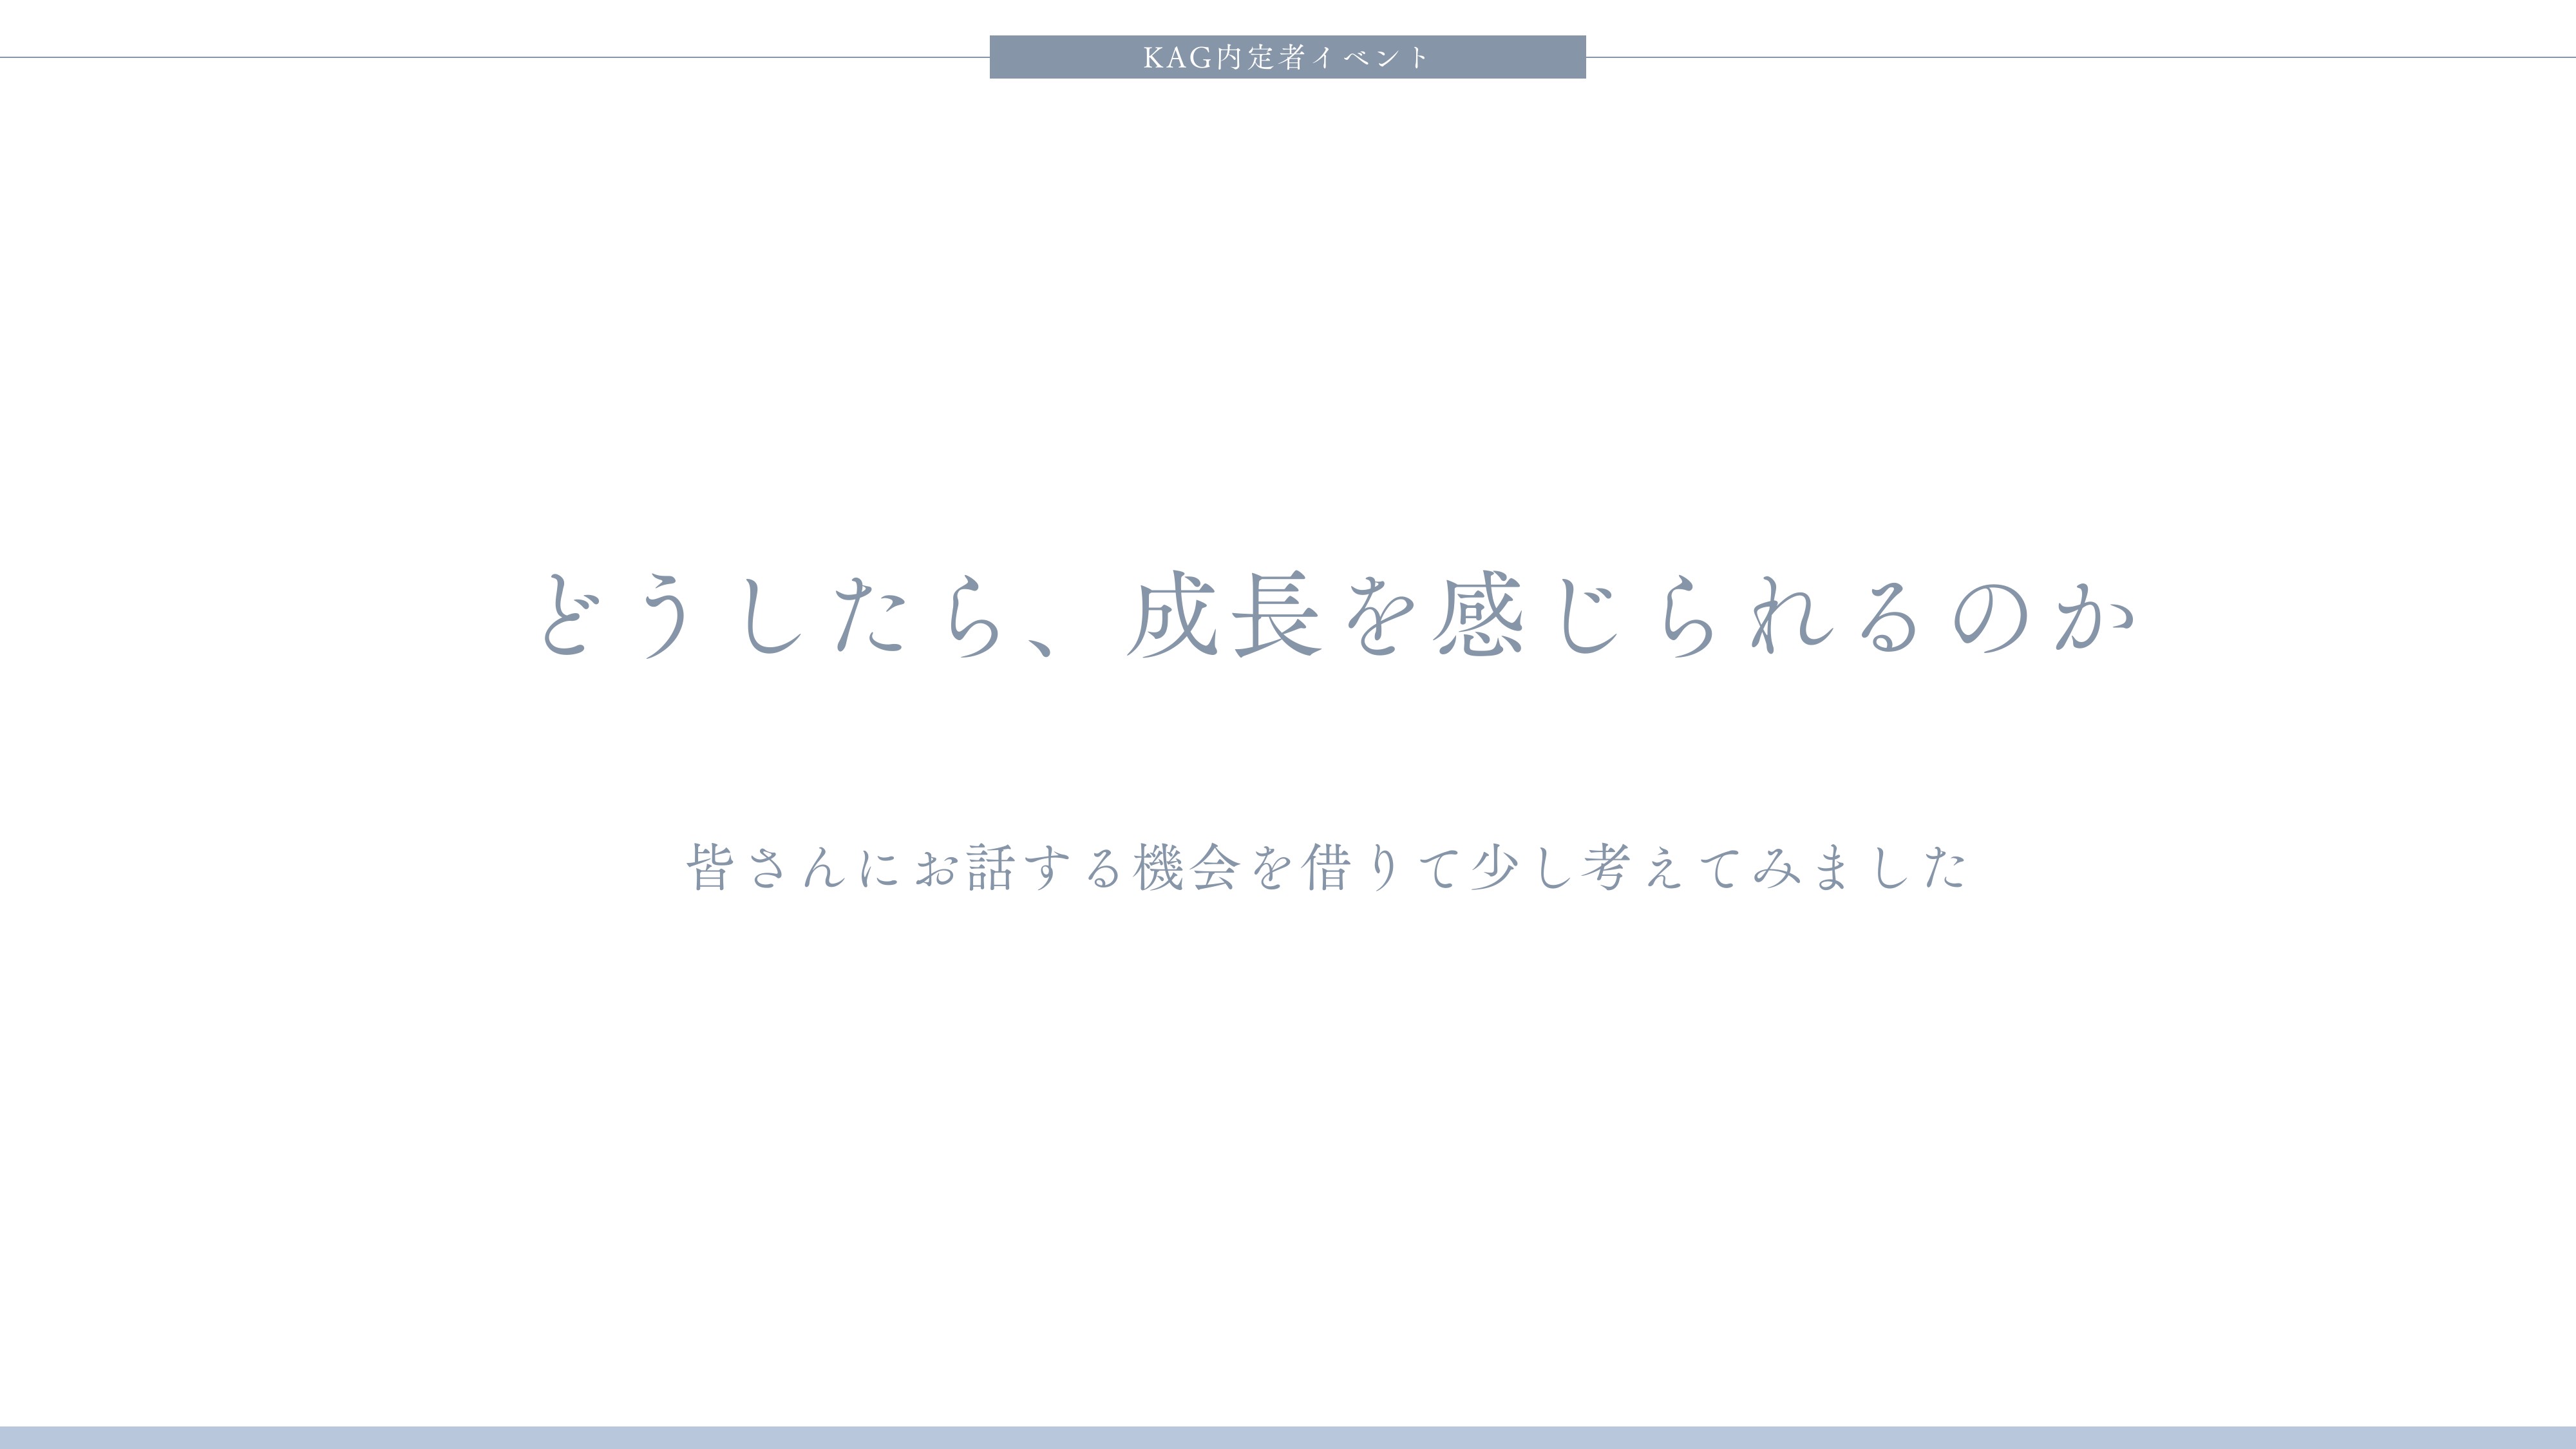 KAG内定者イベント
どうしたら、成長を感じられるのか
皆さんにお話する機会を借りて少し考えてみました